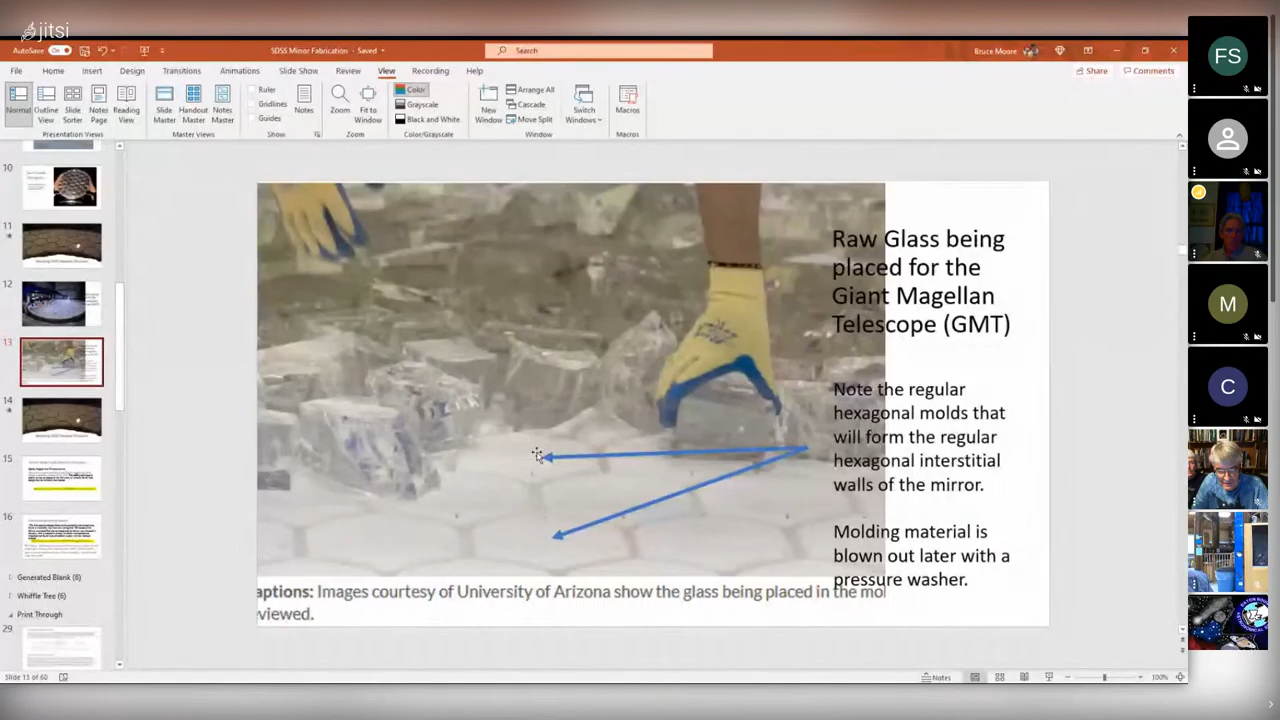 jitsi
AutoSave On
SDSS Mirror Fabrication - Saved
Search
Bruce Moore
File Home Insert Design Transitions Animations Slide Show Review View Recording Help
Share Comments
Normal Outline View Slide Sorter Notes Page Reading View
Presentation Views
Slide Master Handout Master Notes Master
Master Views
Ruler
Gridlines
Guides
Show
Notes
Zoom Fit to Window
Zoom
Color
Grayscale
Black and White
Color/Grayscale
New Window
Arrange All
Cascade
Move Split
Switch Windows
Window
Macros
Macros
10
11
12
13
14
15
16
Generated Blank (8)
Whiffle Tree (6)
Print Through
29
Raw Glass being
placed for the
Giant Magellan
Telescope (GMT)
Note the regular
hexagonal molds that
will form the regular
hexagonal interstitial
walls of the mirror.
Molding material is
blown out later with a
pressure washer.
aptions: Images courtesy of University of Arizona show the glass being placed in the mol
viewed.
Slide 13 of 60
Notes
100%
FS
M
C